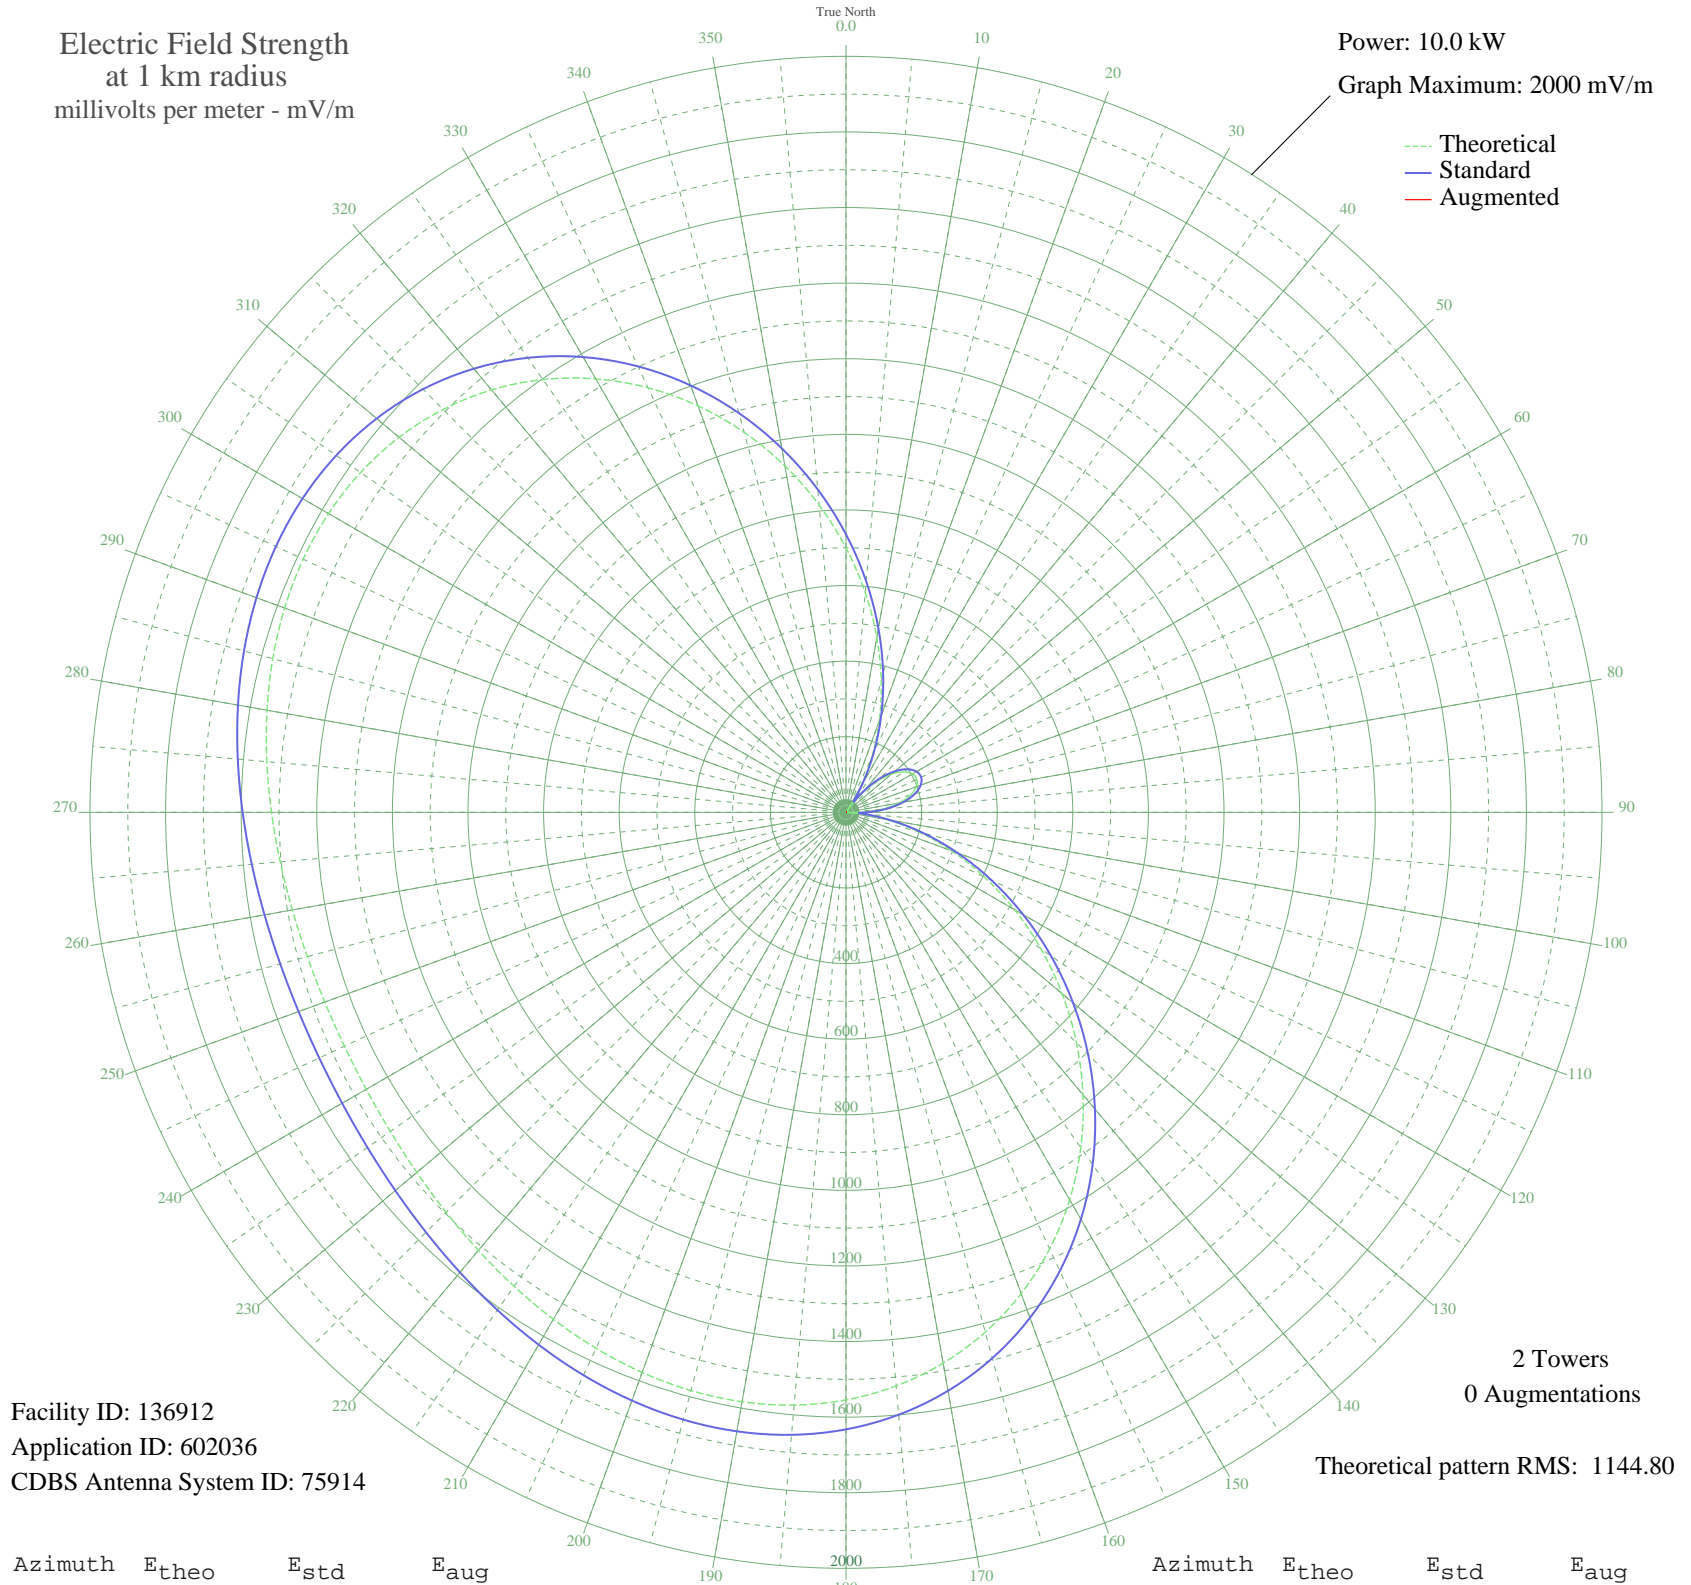 True North
Electric Field Strength
at 1 km radius
millivolts per meter - mV/m
Power: 10.0 kW
Graph Maximum: 2000 mV/m
Theoretical
Standard
Augmented
0.0
10
20
30
40
50
60
70
80
90
100
110
120
130
140
150
160
170
190
200
210
220
230
240
250
260
270
280
290
300
310
320
330
340
350
400
600
800
1000
1200
1400
1600
1800
2000
2 Towers
0 Augmentations
Theoretical pattern RMS: 1144.80
Facility ID: 136912
Application ID: 602036
CDBS Antenna System ID: 75914
Azimuth Etheo Estd Eaug Azimuth Etheo Estd Eaug